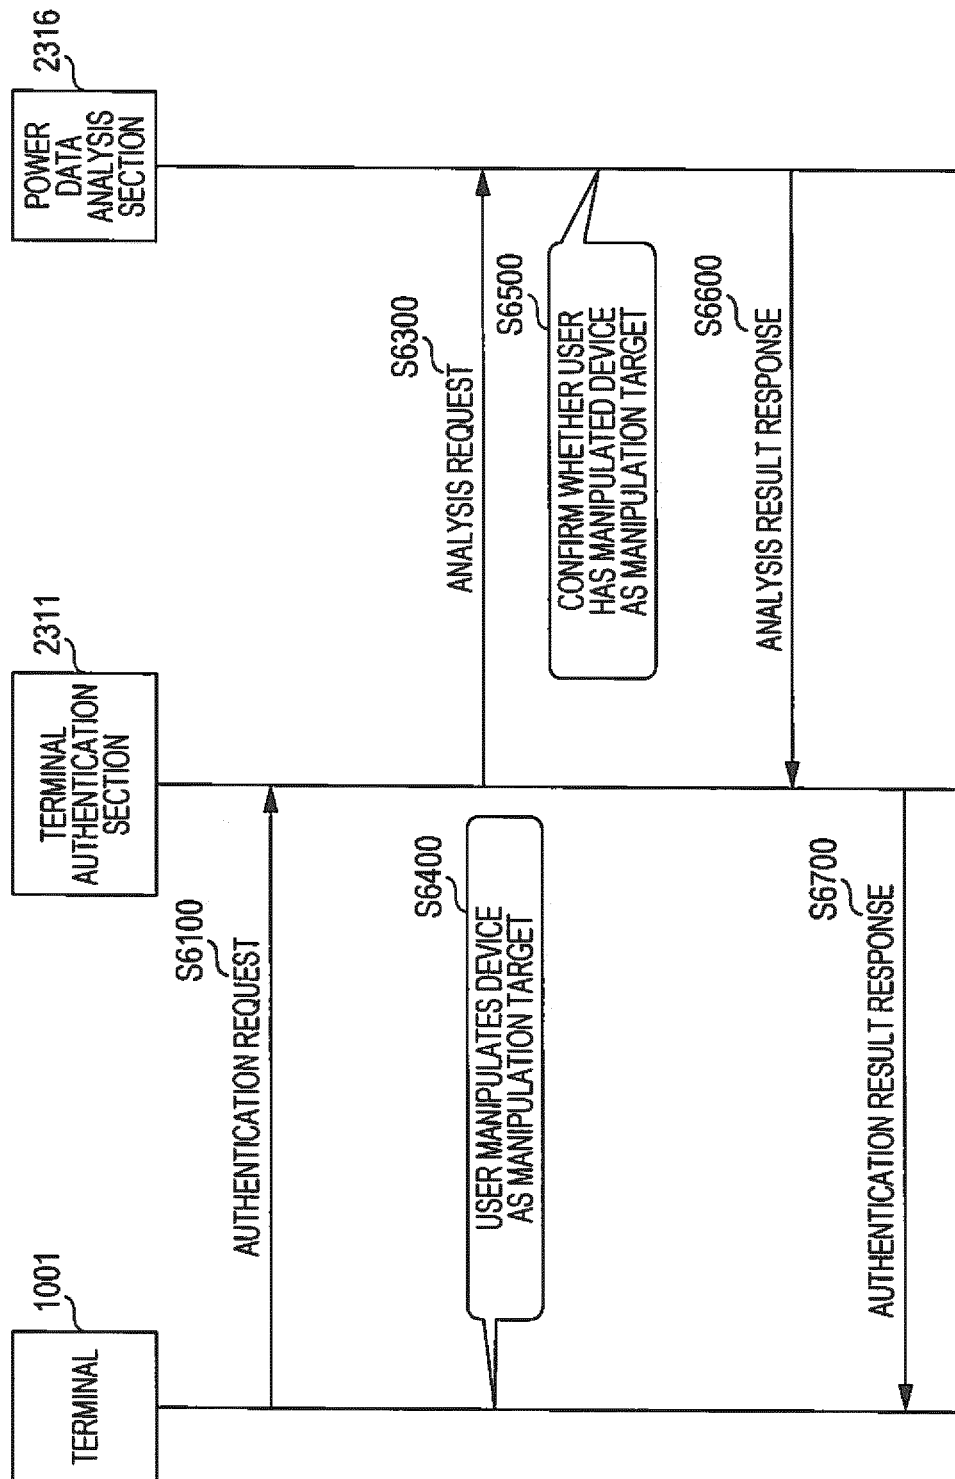 TERMINAL
1001
TERMINAL
AUTHENTICATION
SECTION
2311
POWER
DATA
ANALYSIS
SECTION
2316
S6100
AUTHENTICATION REQUEST
S6300
ANALYSIS REQUEST
S6400
USER MANIPULATES DEVICE
AS MANIPULATION TARGET
S6500
CONFIRM WHETHER USER
HAS MANIPULATED DEVICE
AS MANIPULATION TARGET
S6600
ANALYSIS RESULT RESPONSE
S6700
AUTHENTICATION RESULT RESPONSE